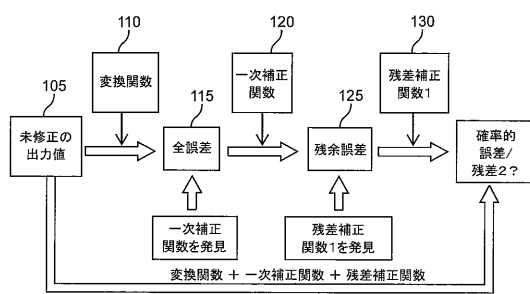 110
120
130
変換関数
一次補正
関数
残差補正
関数1
105
115
125
未修正の
出力値
全誤差
残余誤差
確率的
誤差/
残差2?
一次補正
関数を発見
残差補正
関数1を発見
変換関数 + 一次補正関数 + 残差補正関数